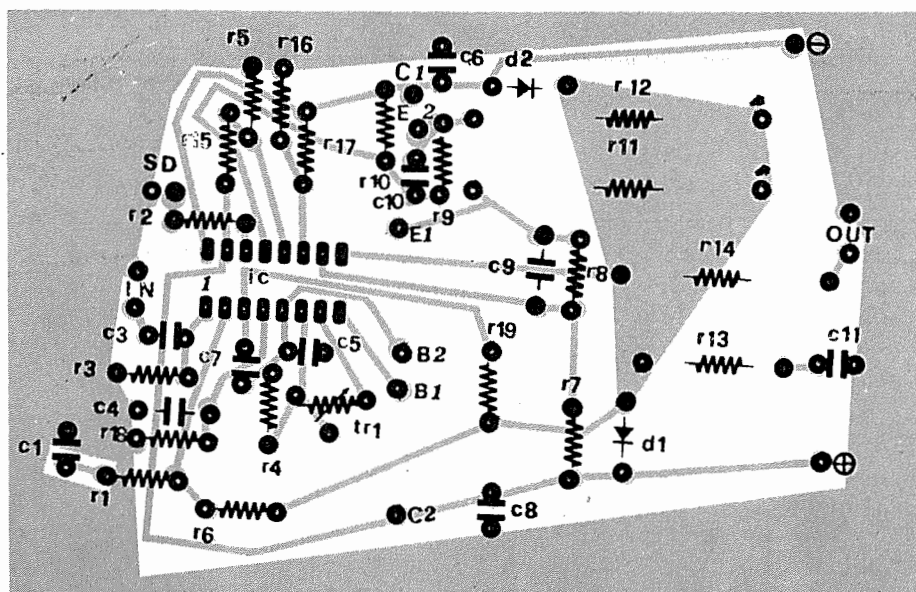 r5
r16
C1
c6
d2
⊖
r12
E 2
r11
r17
SD
r10
c10
r9
r2
E1
OUT
c9
r8
r14
IN
1
ic
c3
c7
c5
r19
r13
c11
r3
B2
B1
r7
c4
r18
tr1
c1
r4
d1
⊕
r1
r6
C2
c8